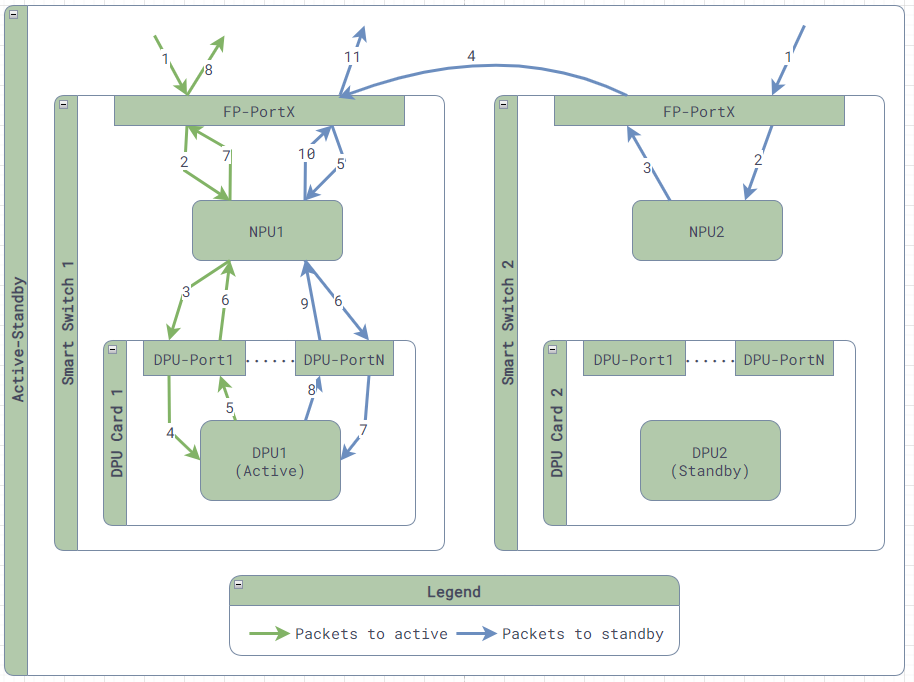 Active-Standby
1
8
11
4
1
Smart Switch 1
FP-PortX
2
7
10
5
NPU1
3
6
9
6
DPU Card 1
DPU-Port1
......
DPU-PortN
4
5
8
7
DPU1
(Active)
Smart Switch 2
FP-PortX
3
2
NPU2
DPU Card 2
DPU-Port1
......
DPU-PortN
DPU2
(Standby)
Legend
Packets to active
Packets to standby